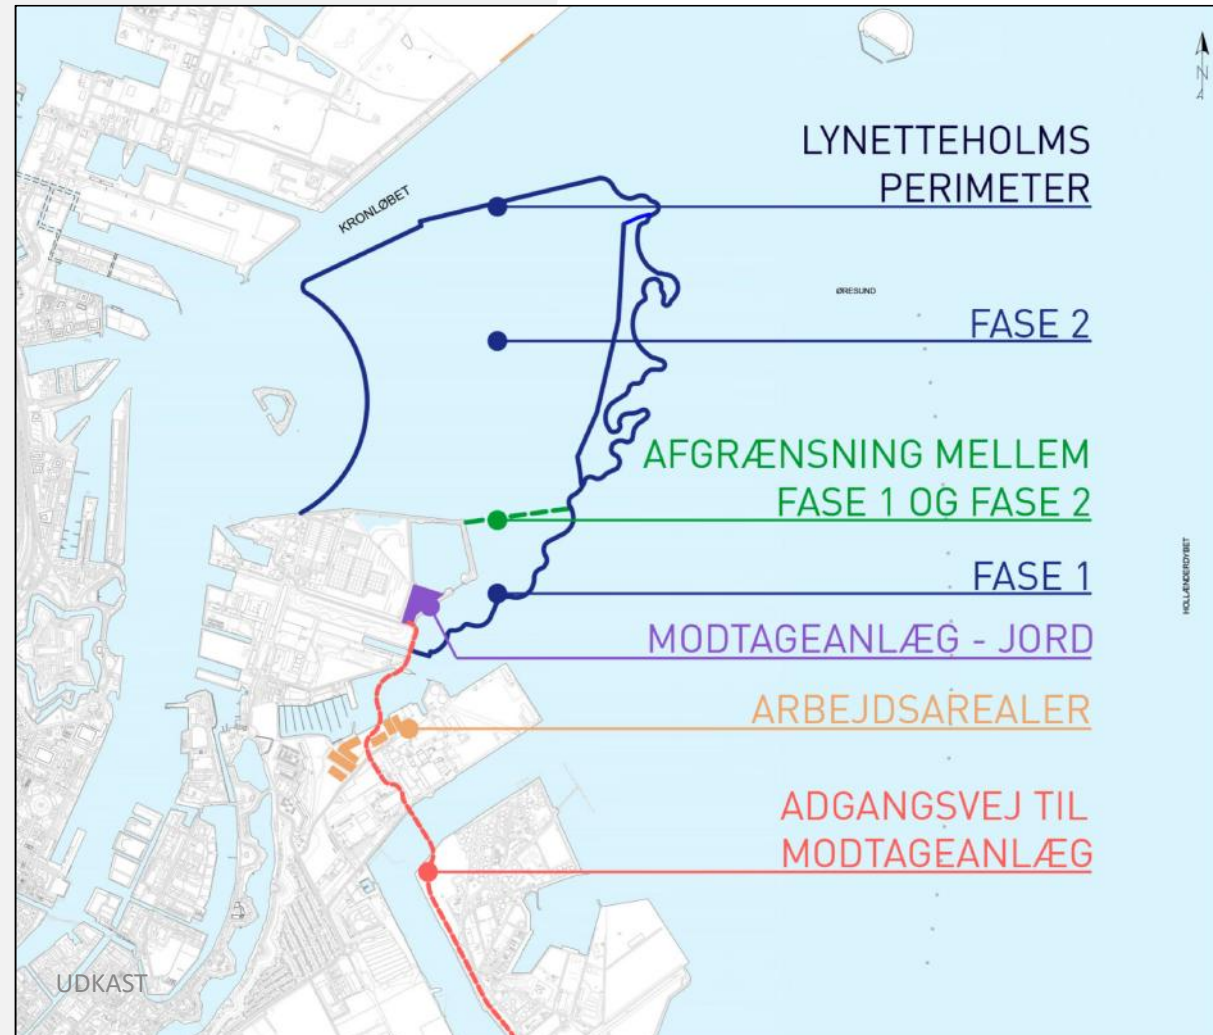 N
LYNETTEHOLMS
PERIMETER
KRONLØBET
ØRESUND
FASE 2
AFGRÆNSNING MELLEM
FASE 1 OG FASE 2
HOLLÆNDERDYBET
FASE 1
MODTAGEANLÆG - JORD
ARBEJDSAREALER
ADGANGSVEJ TIL
MODTAGEANLÆG
UDKAST